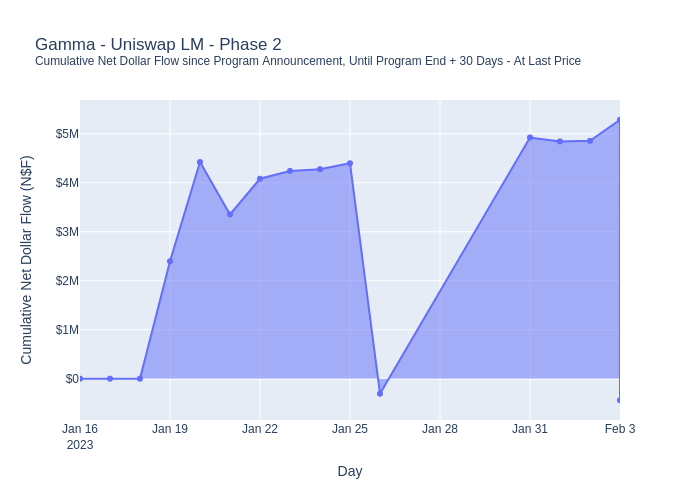 Gamma - Uniswap LM - Phase 2
Cumulative Net Dollar Flow since Program Announcement, Until Program End + 30 Days - At Last Price
Cumulative Net Dollar Flow (N$F)
$5M
$4M
$3M
$2M
$1M
$0
Jan 16 Jan 19 Jan 22 Jan 25 Jan 28 Jan 31 Feb 3
2023
Day